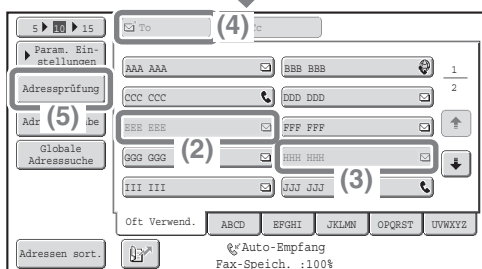 5 10 15
To
(4)
c
Param. Ein-
stellungen
AAA AAA
BBB BBB
1
2
Adressprüfung
(5)
CCC CCC
DDD DDD
Adr be
EEE EEE
(2)
FFF FFF
Globale
Adresssuche
GGG GGG
HHH HHH
(3)
III III
JJJ JJJ
Oft Verwend.
ABCD
EFGHI
JKLMN
OPQRST
UVWXYZ
Adressen sort.
Auto-Empfang
Fax-Speich. :100%